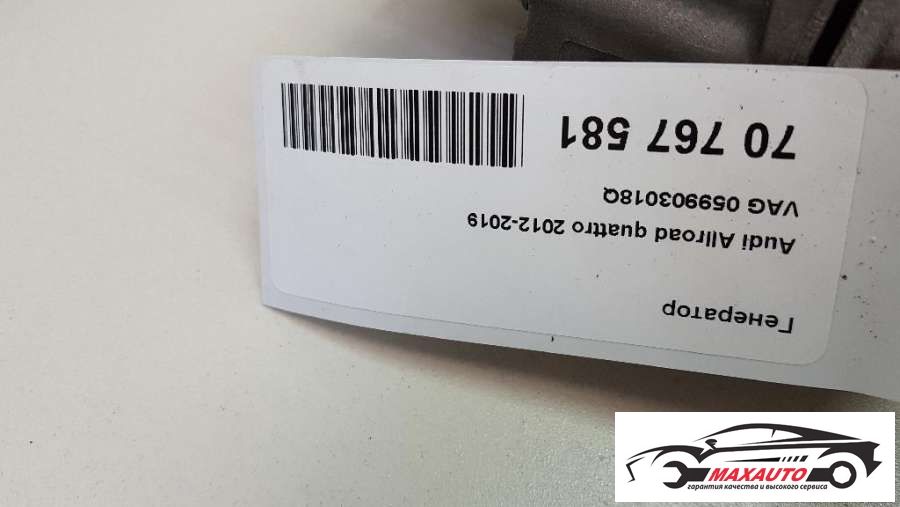 Генератор
Audi Allroad quattro 2012-2019
VAG 059903018Q
70 767 581
MAXAUTO
гарантия качества и высокого сервиса